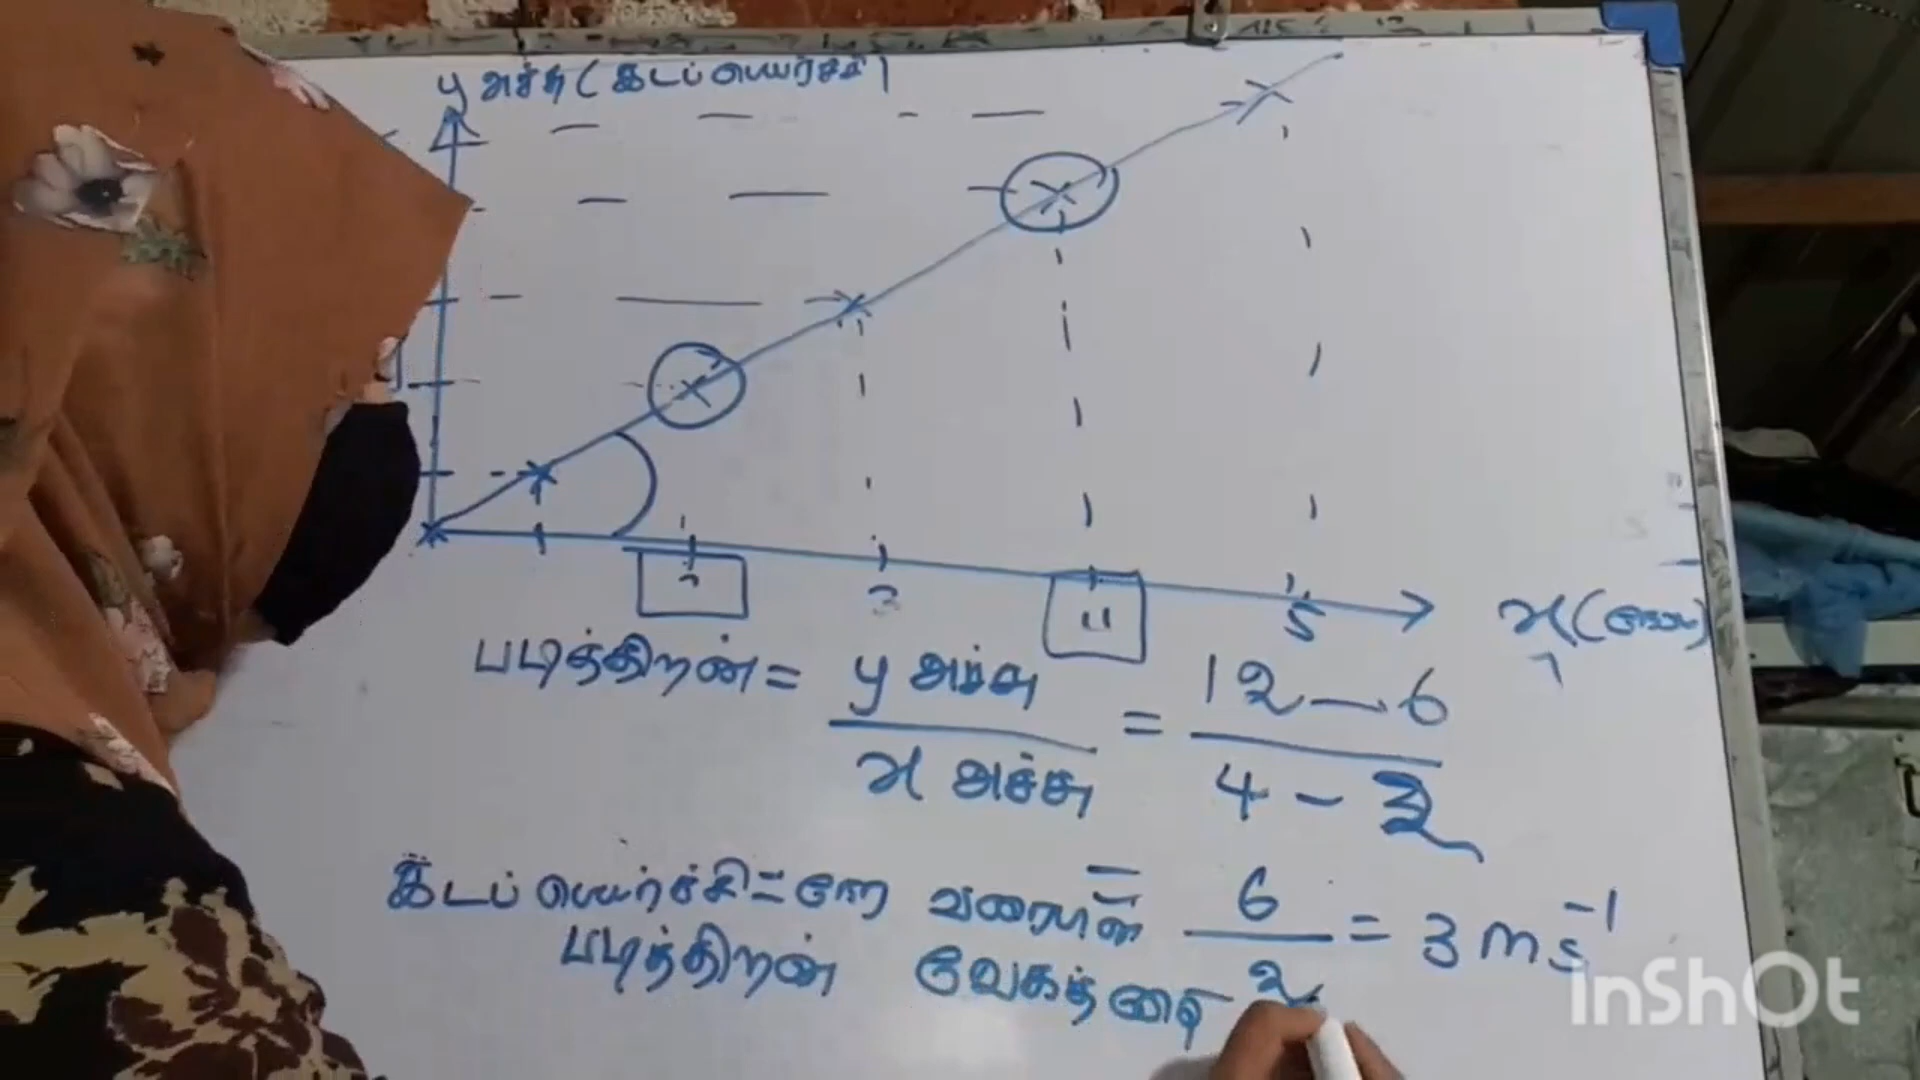 y அச்சு ( இடப் பெயர்ச்சி )
3
4
5
x
படித்திறன் = y அச்சு / x அச்சு = 12 — 6 / 4 - 2
= 6 / 2 = 3 ms⁻¹
இடப் பெயர்ச்சி - நேர வரைபின்
படித்திறன் வேகத்தை
InShOt